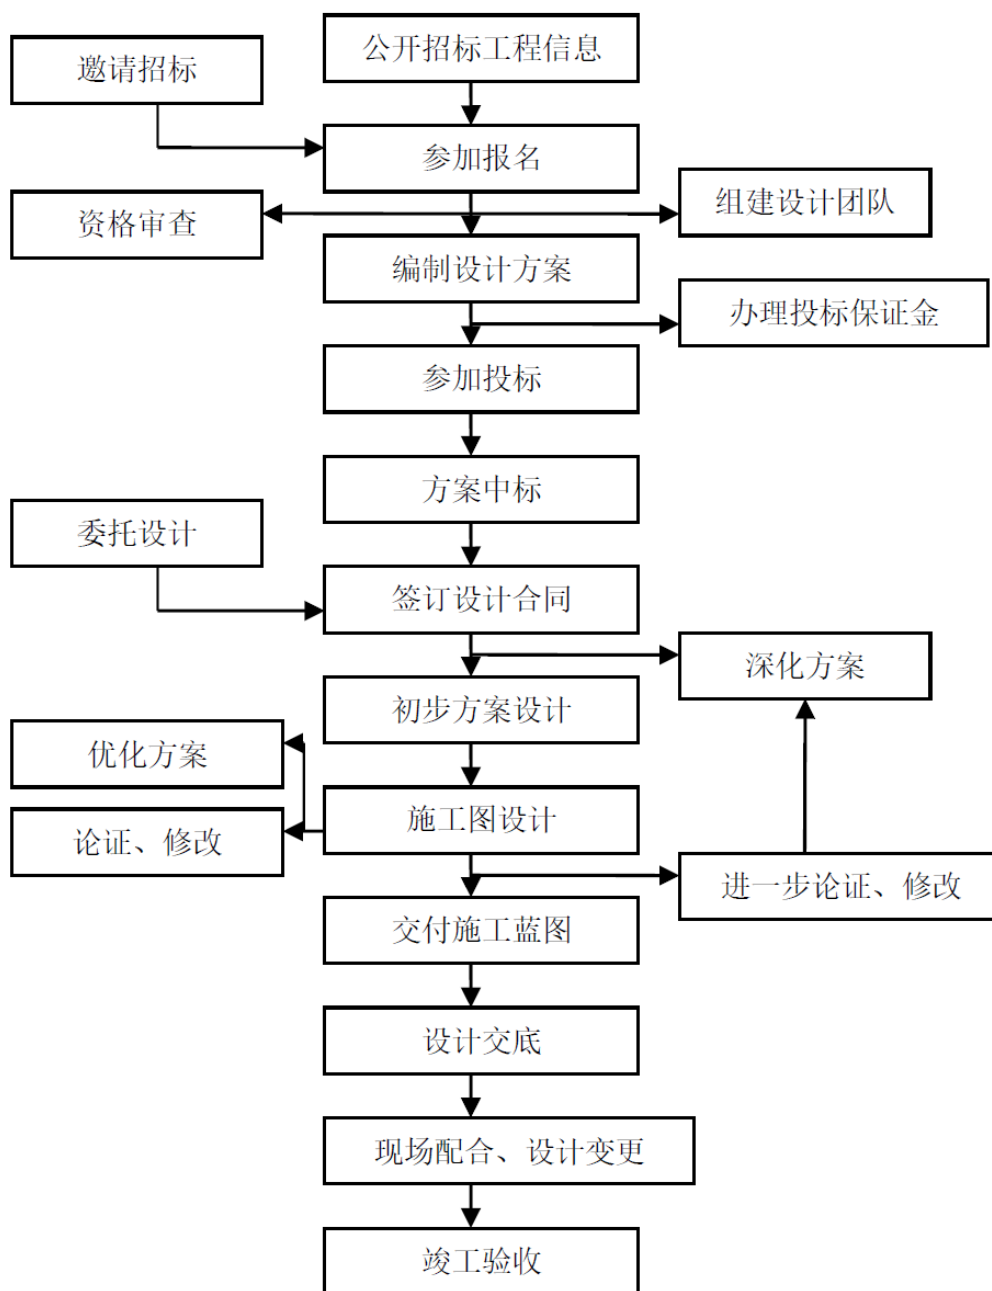 公开招标工程信息
邀请招标
参加报名
资格审查
组建设计团队
编制设计方案
办理投标保证金
参加投标
方案中标
委托设计
签订设计合同
深化方案
初步方案设计
优化方案
施工图设计
论证、修改
进一步论证、修改
交付施工蓝图
设计交底
现场配合、设计变更
竣工验收